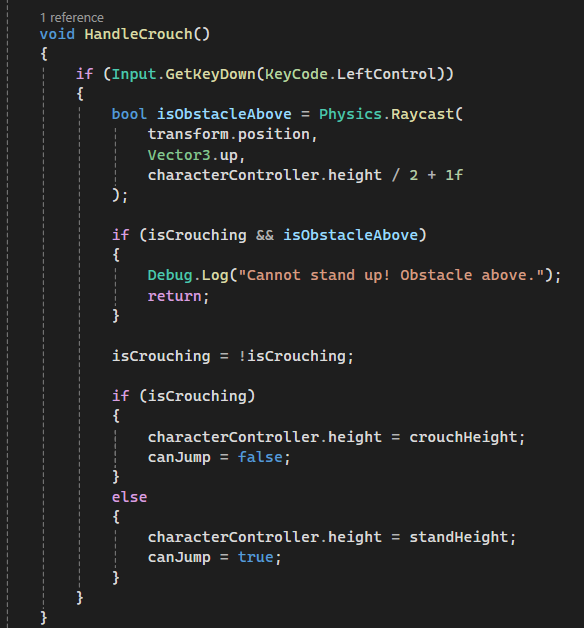 1 reference
void HandleCrouch()
{
    if (Input.GetKeyDown(KeyCode.LeftControl))
    {
        bool isObstacleAbove = Physics.Raycast(
            transform.position,
            Vector3.up,
            characterController.height / 2 + 1f
        );

        if (isCrouching && isObstacleAbove)
        {
            Debug.Log("Cannot stand up! Obstacle above.");
            return;
        }

        isCrouching = !isCrouching;

        if (isCrouching)
        {
            characterController.height = crouchHeight;
            canJump = false;
        }
        else
        {
            characterController.height = standHeight;
            canJump = true;
        }
    }
}